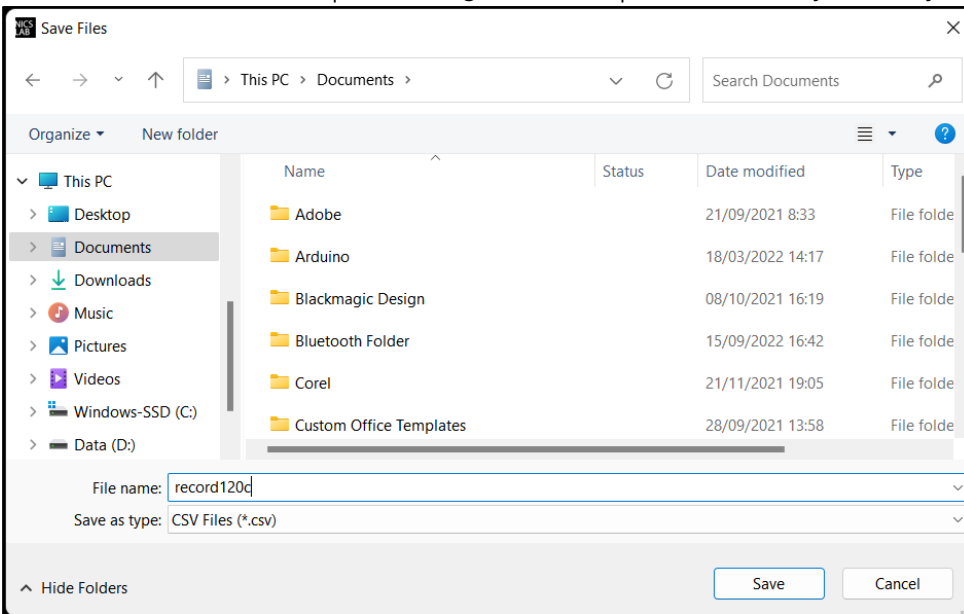 NICS
LAB
Save Files
This PC > Documents >
Search Documents
Organize
New folder
?
Name
Status
Date modified
Type
This PC
Desktop
Documents
Downloads
Music
Pictures
Videos
Windows-SSD (C:)
Data (D:)
Adobe 21/09/2021 8:33 File folde
Arduino 18/03/2022 14:17 File folde
Blackmagic Design 08/10/2021 16:19 File folde
Bluetooth Folder 15/09/2022 16:42 File folde
Corel 21/11/2021 19:05 File folde
Custom Office Templates 28/09/2021 13:58 File folde
File name: record120c
Save as type: CSV Files (*.csv)
Hide Folders
Save
Cancel